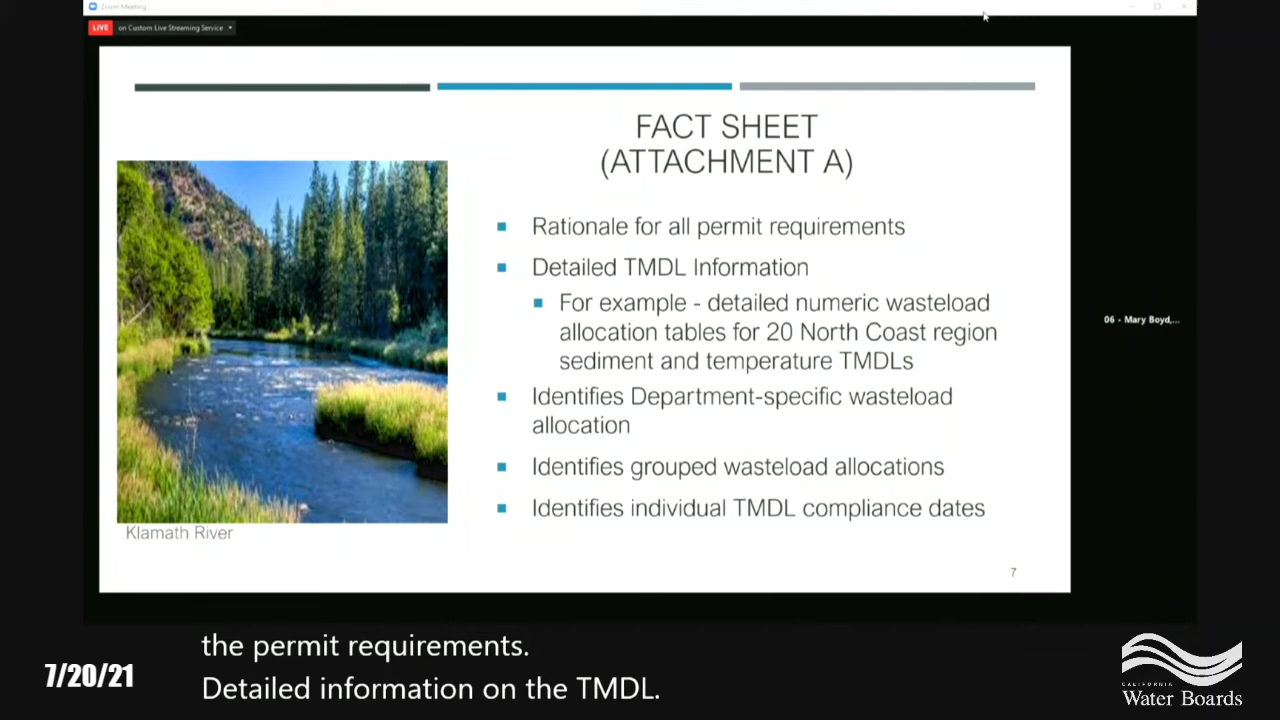 Zoom Meeting
LIVE on Custom Live Streaming Service
FACT SHEET
(ATTACHMENT A)
Rationale for all permit requirements
Detailed TMDL Information
For example - detailed numeric wasteload
allocation tables for 20 North Coast region
sediment and temperature TMDLs
Identifies Department-specific wasteload
allocation
Identifies grouped wasteload allocations
Identifies individual TMDL compliance dates
Klamath River
7
06 - Mary Boyd,...
the permit requirements.
Detailed information on the TMDL.
7/20/21
CALIFORNIA
Water Boards